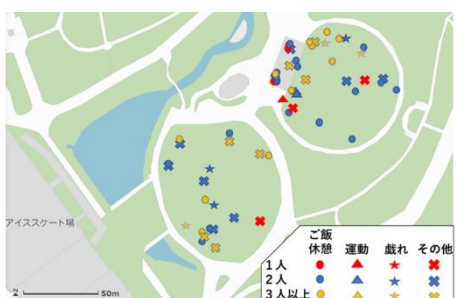 アイススケート場
N
50m
ご飯
休憩 運動 戯れ その他
1人
2人
3人以上